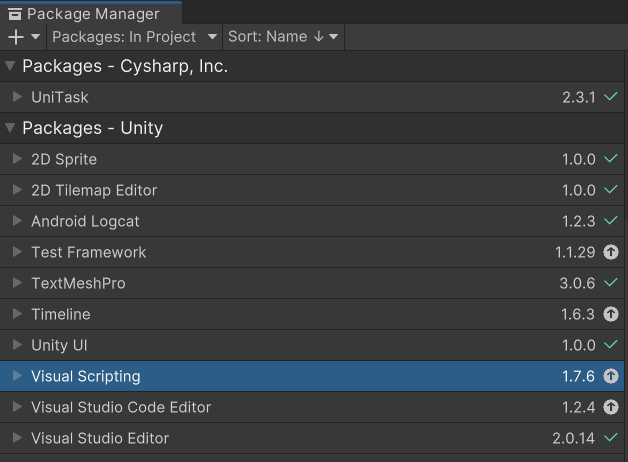 Package Manager
Packages: In Project Sort: Name ↓
Packages - Cysharp, Inc.
UniTask 2.3.1
Packages - Unity
2D Sprite 1.0.0
2D Tilemap Editor 1.0.0
Android Logcat 1.2.3
Test Framework 1.1.29
TextMeshPro 3.0.6
Timeline 1.6.3
Unity UI 1.0.0
Visual Scripting 1.7.6
Visual Studio Code Editor 1.2.4
Visual Studio Editor 2.0.14